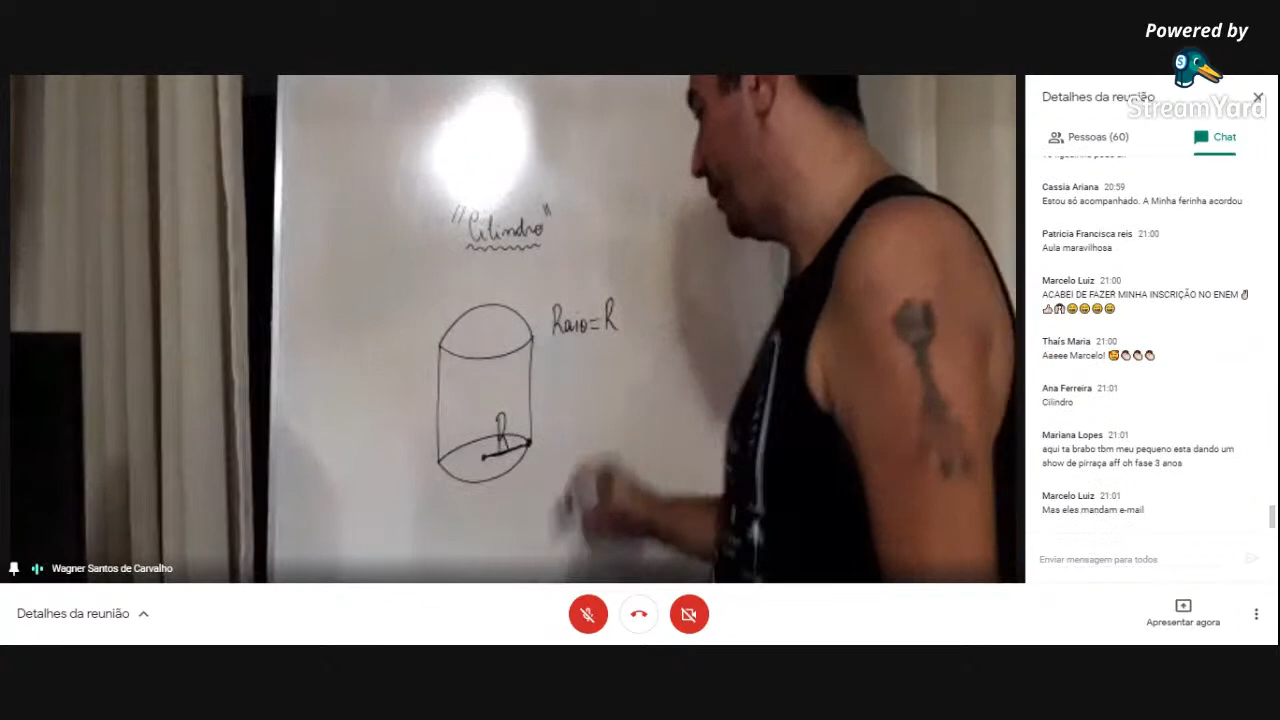 Powered by
StreamYard
"Cilindro"
Raio=R
R
Wagner Santos de Carvalho
Detalhes da reunião
Detalhes da reunião
Pessoas (60)
Chat
Cassia Ariana 20:59
Estou só acompanhado. A Minha ferinha acordou
Patricia Francisca reis 21:00
Aula maravilhosa
Marcelo Luiz 21:00
ACABEI DE FAZER MINHA INSCRIÇÃO NO ENEM✌🏻
👍🏻👧🏻😄😄😄😄
Thaís Maria 21:00
Aaeee Marcelo! 🥰👏🏻👏🏻👏🏻
Ana Ferreira 21:01
Cilindro
Mariana Lopes 21:01
aqui ta brabo tbm meu pequeno esta dando um
show de pirraça aff oh fase 3 anos
Marcelo Luiz 21:01
Mas eles mandam e-mail
Enviar mensagem para todos
Apresentar agora